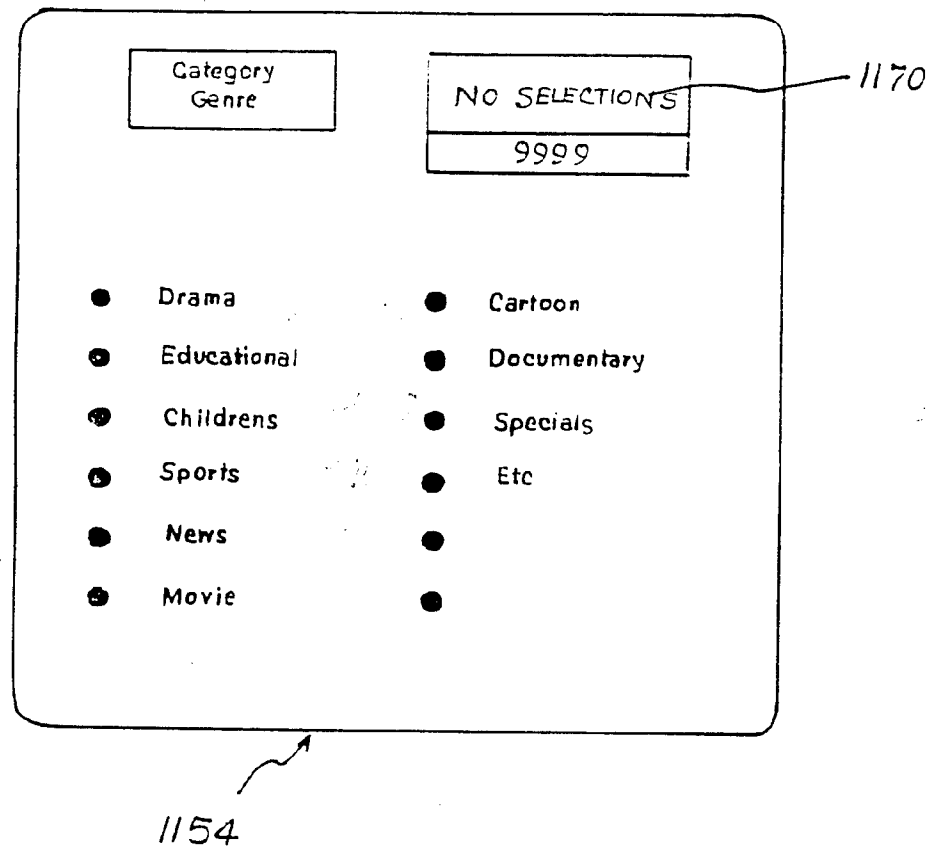 Category
Genre
NO SELECTIONS
9999
1170
Drama
Educational
Childrens
Sports
News
Movie
Cartoon
Documentary
Specials
Etc
1154